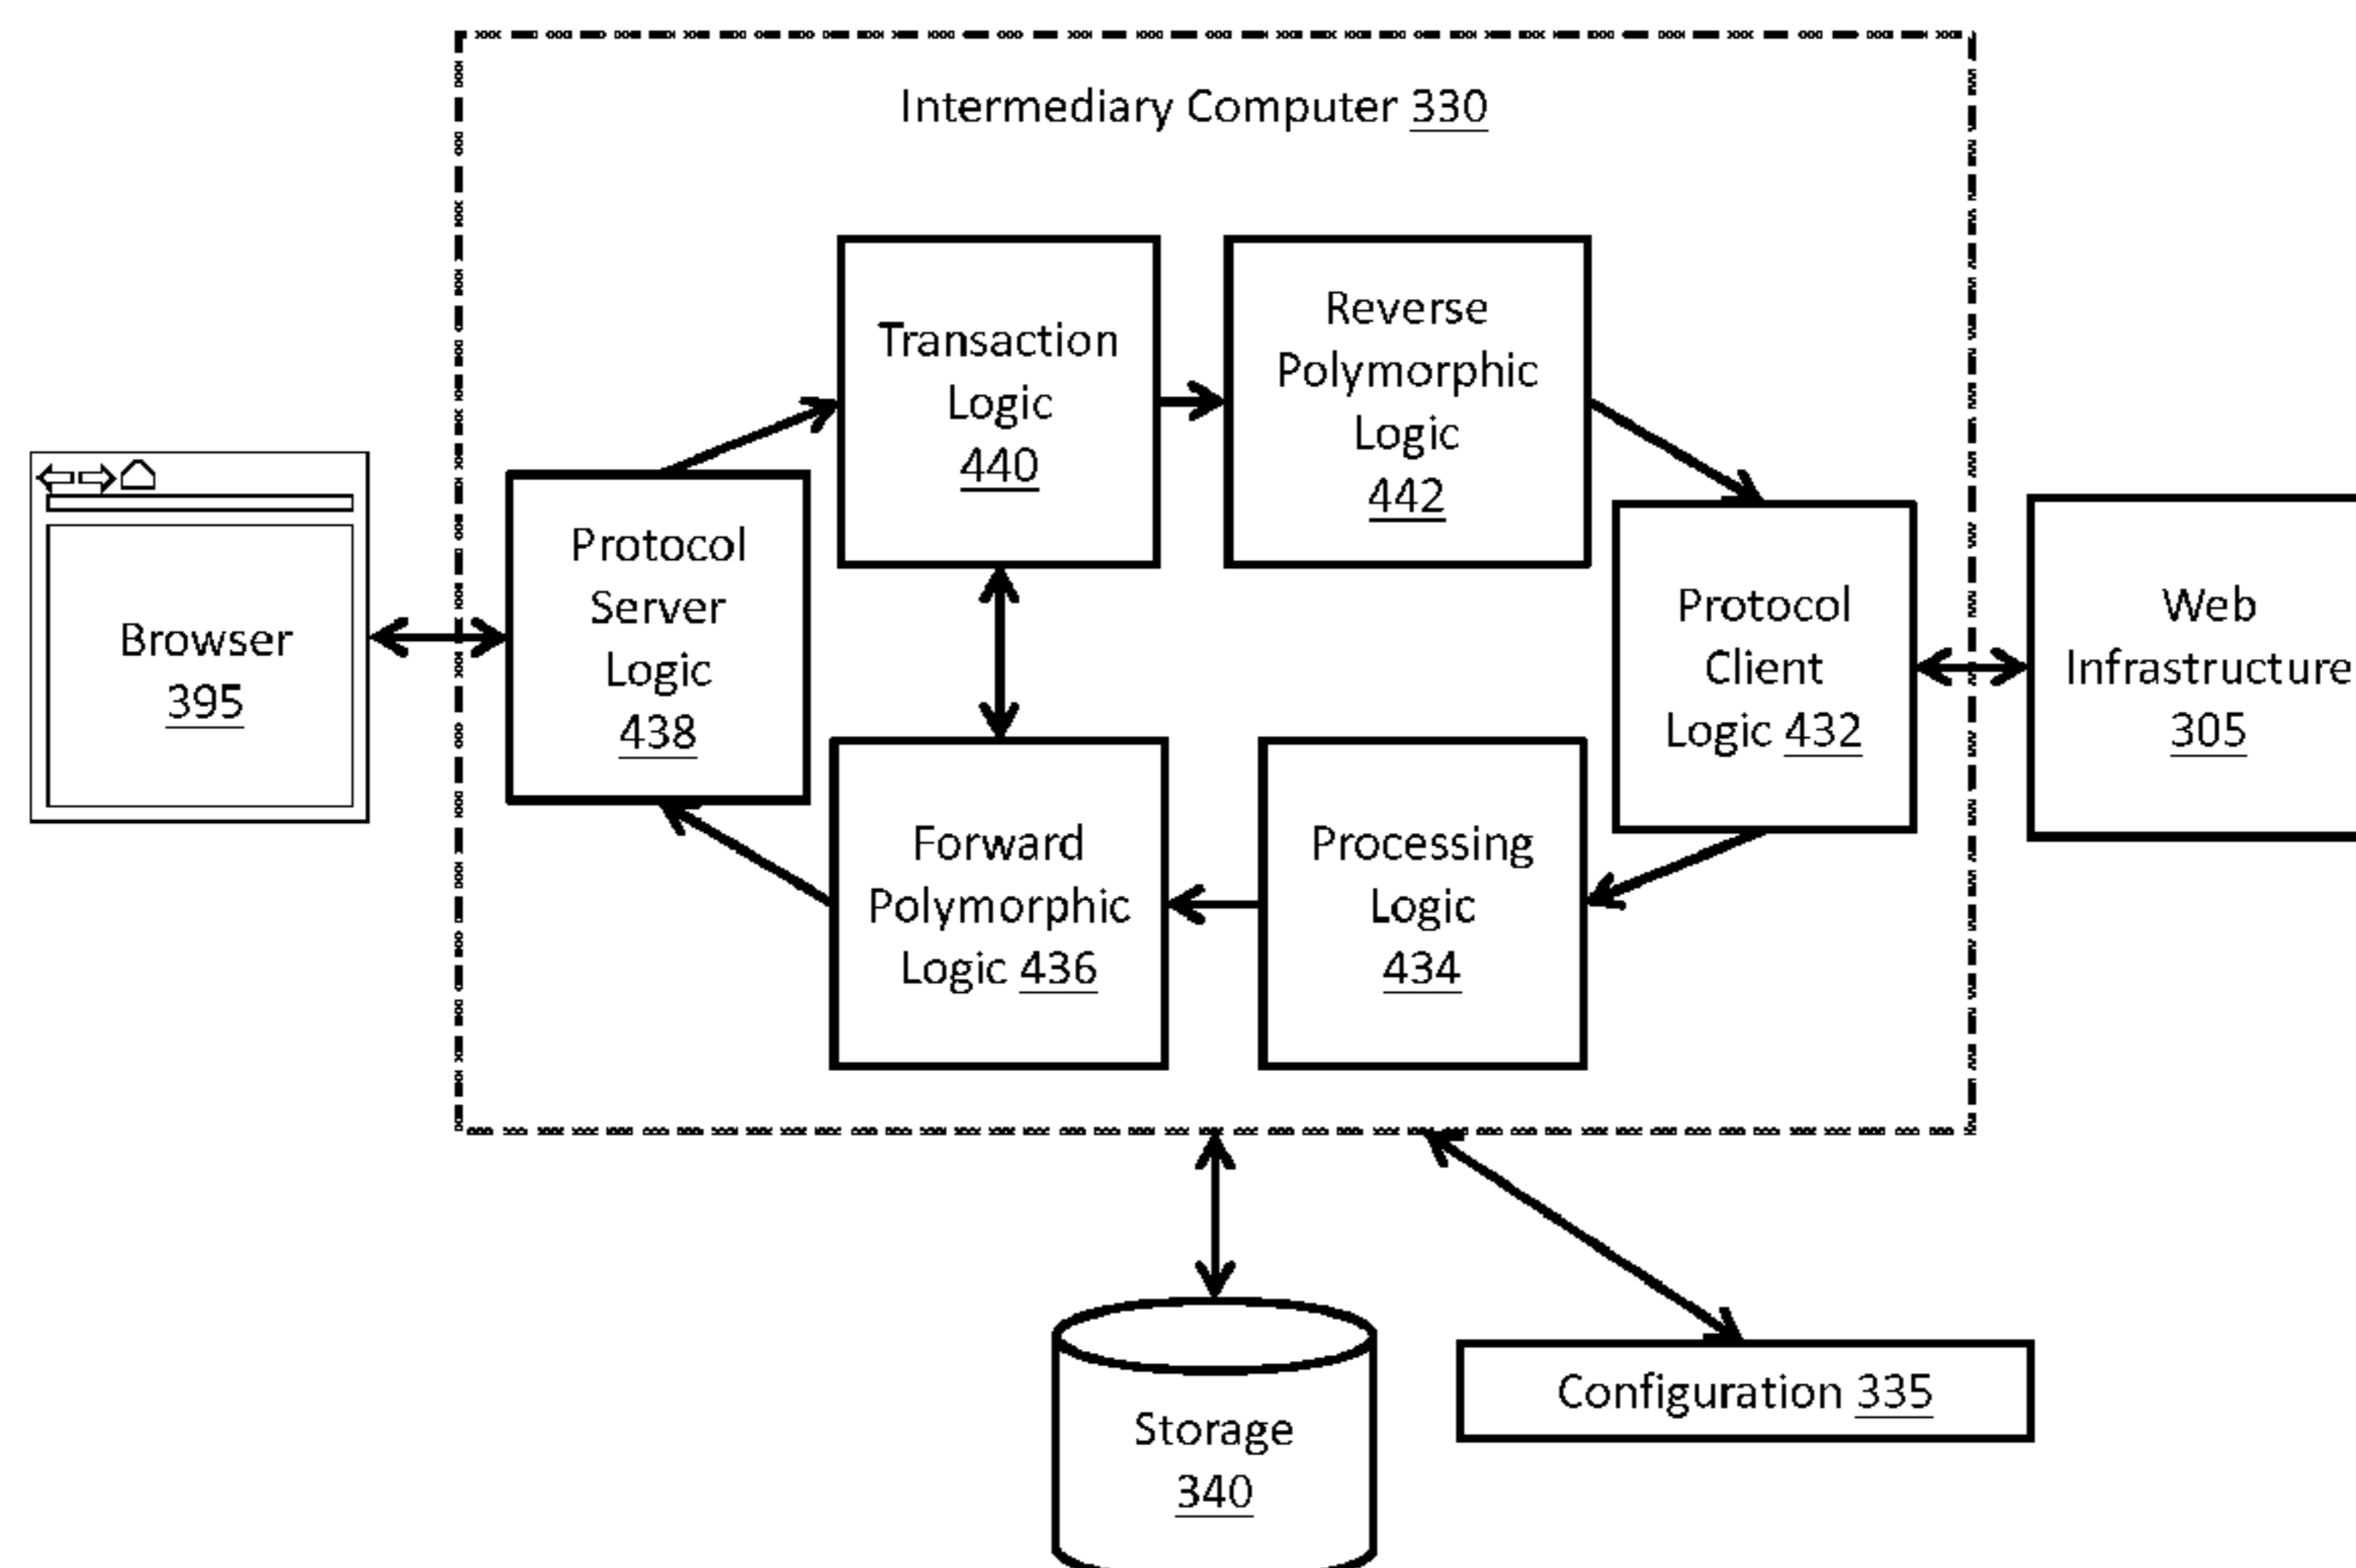 Intermediary Computer 330
Transaction
Logic
440
Reverse
Polymorphic
Logic
442
Protocol
Server
Logic
438
Browser
395
Protocol
Client
Logic 432
Web
Infrastructure
305
Forward
Polymorphic
Logic 436
Processing
Logic
434
Storage
340
Configuration 335